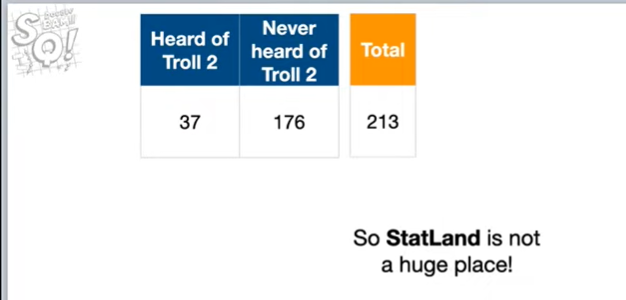 SQ!
Heard of
Troll 2
Never
heard of
Troll 2
Total
37
176
213
So StatLand is not
a huge place!